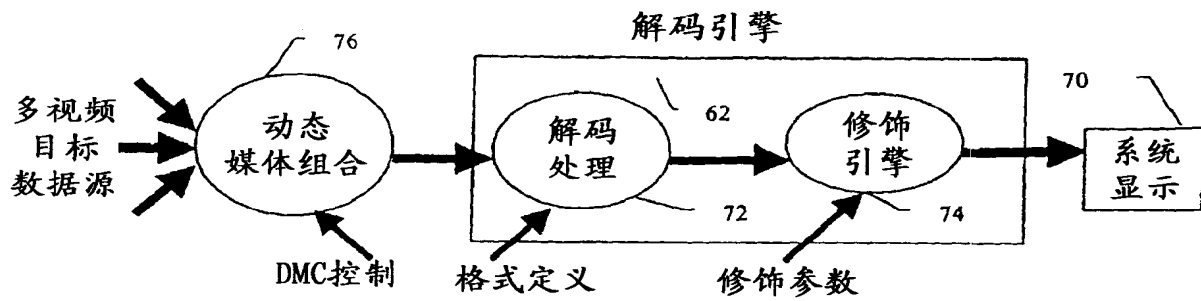 解码引擎
76
70
多视频
目标
数据源
动态
媒体组合
解码
处理
62
修饰
引擎
系统
显示
72
74
DMC控制
格式定义
修饰参数